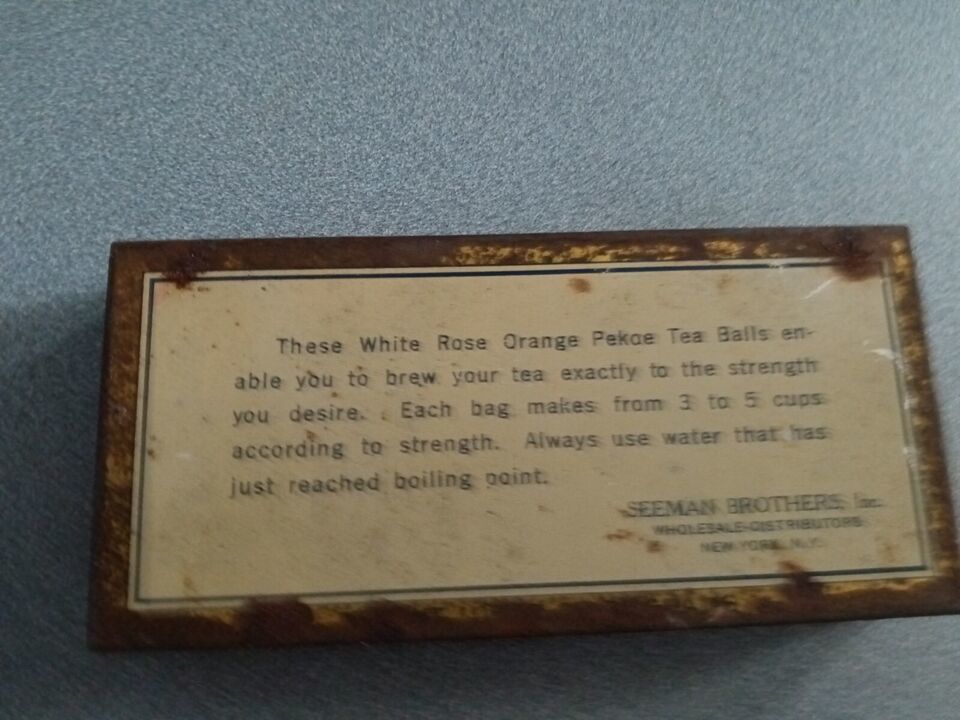 These White Rose Orange Pekoe Tea Balls en-
able you to brew your tea exactly to the strength
you desire. Each bag makes from 3 to 5 cups
according to strength. Always use water that has
just reached boiling point.
SEEMAN BROTHERS, Inc.
WHOLESALE-DISTRIBUTORS
NEW YORK, N.Y.